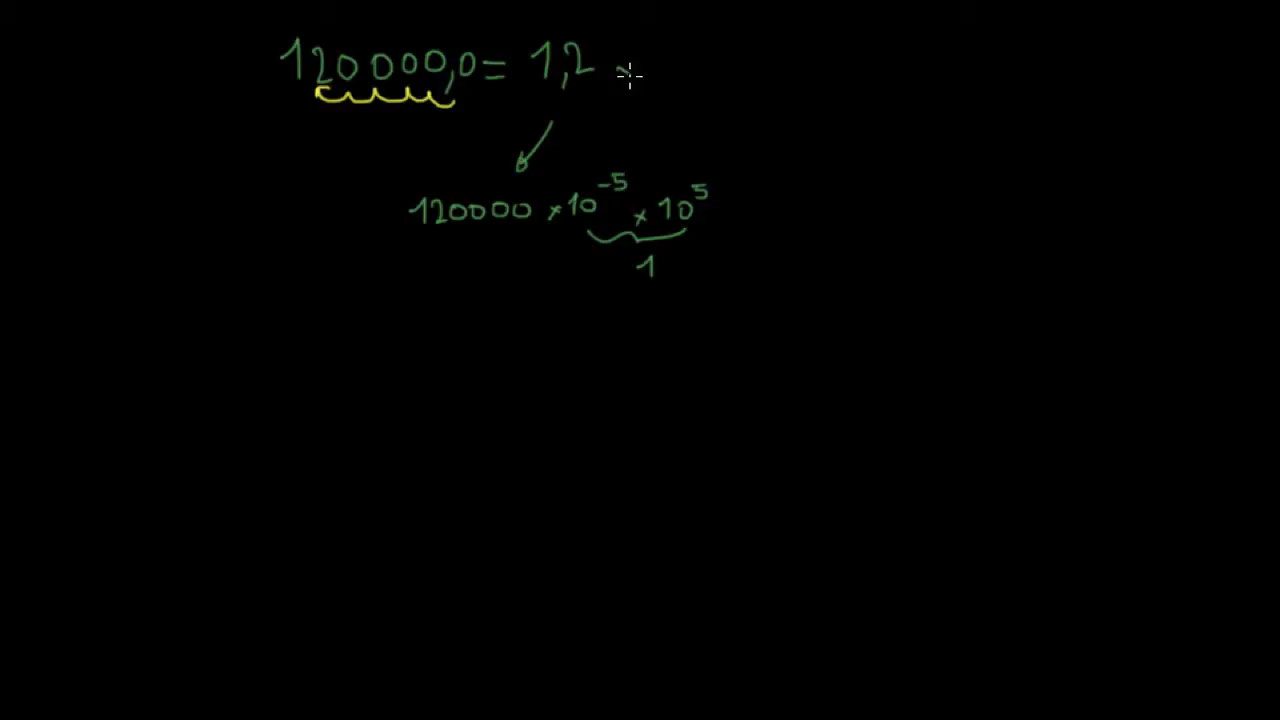 120000,0 = 1,2 ×
120000 × 10⁻⁵ × 10⁵
1